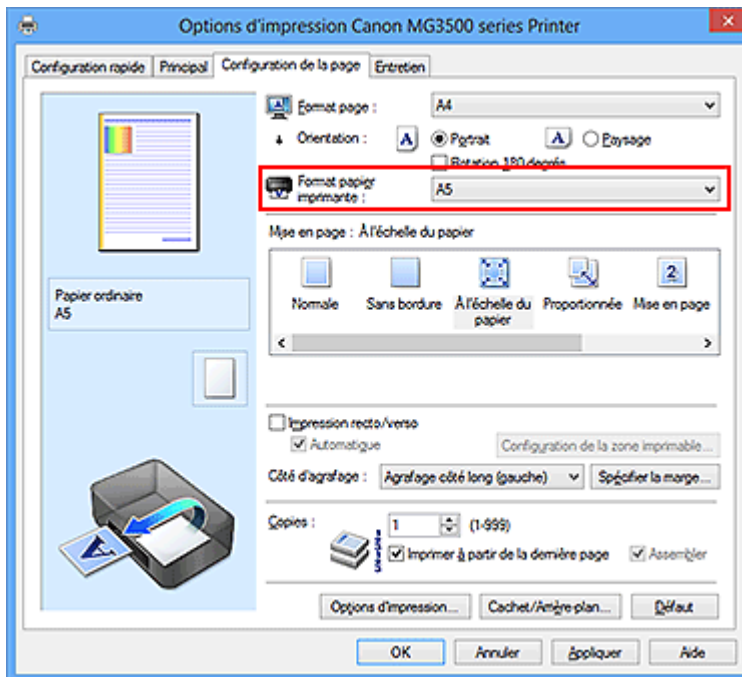 Options d'impression Canon MG3500 series Printer
Configuration rapide Principal Configuration de la page Entretien
Format page : A4
Orientation : A Portrait A Paysage
Rotation 180 degrés
Format papier
imprimante : A5
Mise en page : À l'échelle du papier
Normale Sans bordure À l'échelle du
papier Proportionnée Mise en page
2
Papier ordinaire
A5
Impression recto/verso
Automatique Configuration de la zone imprimable...
Côté d'agrafage : Agrafage côté long (gauche) Spécifier la marge...
Copies : 1 (1-999)
Imprimer à partir de la dernière page Assembler
A
Options d'impression... Cachet/Arrière-plan... Défaut
OK Annuler Appliquer Aide